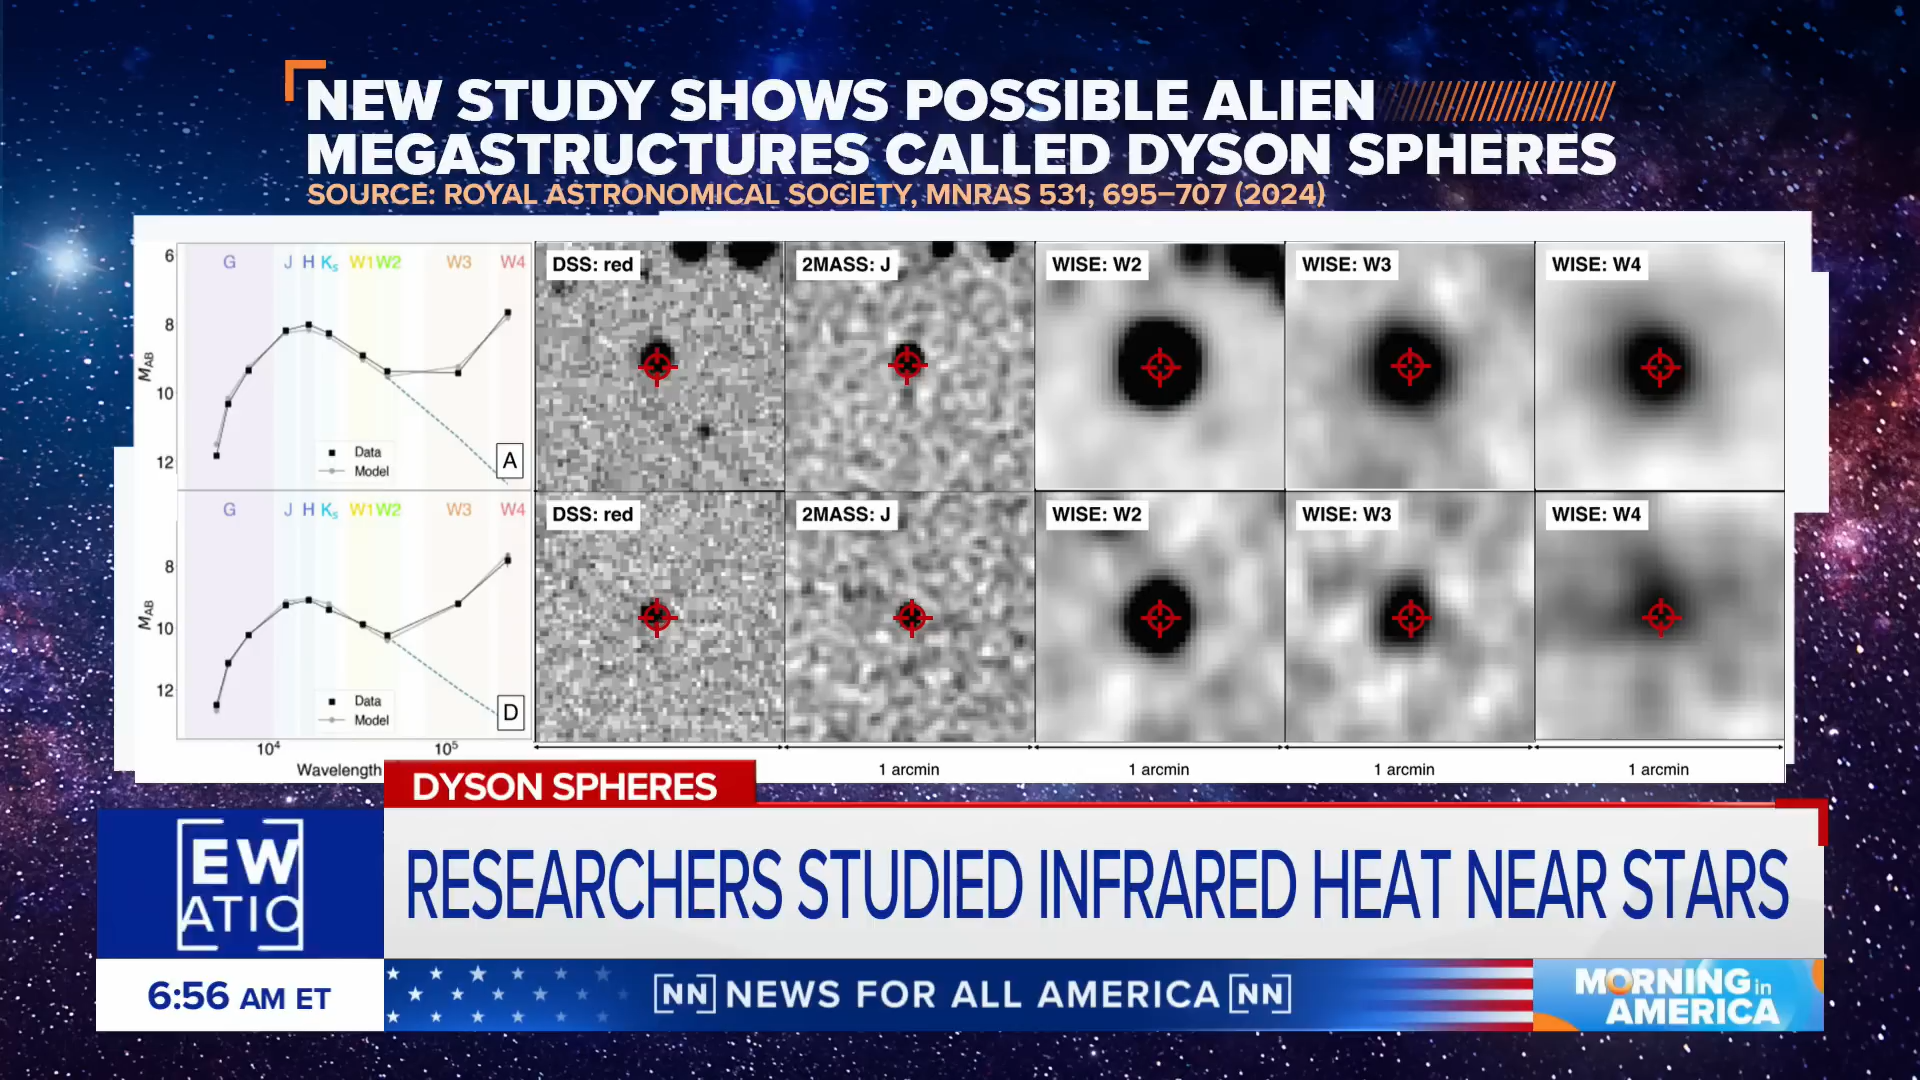 NEW STUDY SHOWS POSSIBLE ALIEN
MEGASTRUCTURES CALLED DYSON SPHERES
SOURCE: ROYAL ASTRONOMICAL SOCIETY, MNRAS 531, 695–707 (2024)
G J H Ks W1 W2 W3 W4
6
8
10
12
MAB
Data
Model
A
DSS: red
2MASS: J
WISE: W2
WISE: W3
WISE: W4
G J H Ks W1 W2 W3 W4
8
10
12
MAB
Data
Model
D
DSS: red
2MASS: J
WISE: W2
WISE: W3
WISE: W4
10⁴ 10⁵
Wavelength
1 arcmin
1 arcmin
1 arcmin
1 arcmin
DYSON SPHERES
RESEARCHERS STUDIED INFRARED HEAT NEAR STARS
EW
ATIO
6:56 AM ET
NN NEWS FOR ALL AMERICA NN
MORNING in
AMERICA